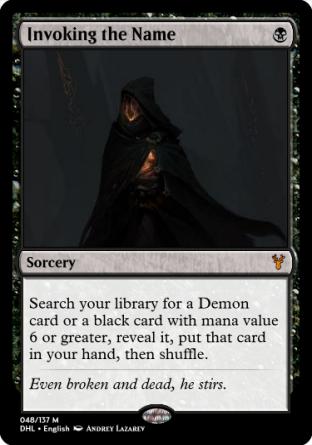 Invoking the Name
Sorcery
Search your library for a Demon
card or a black card with mana value
6 or greater, reveal it, put that card
in your hand, then shuffle.
Even broken and dead, he stirs.
048/137 M
DHL • English Andrey Lazarev